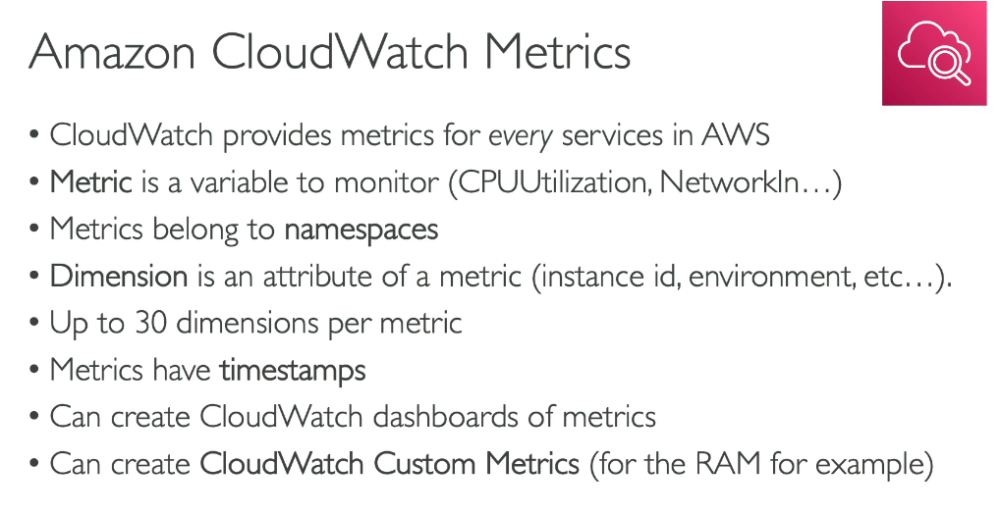 Amazon CloudWatch Metrics
• CloudWatch provides metrics for every services in AWS
• Metric is a variable to monitor (CPUUtilization, NetworkIn…)
• Metrics belong to namespaces
• Dimension is an attribute of a metric (instance id, environment, etc…).
• Up to 30 dimensions per metric
• Metrics have timestamps
• Can create CloudWatch dashboards of metrics
• Can create CloudWatch Custom Metrics (for the RAM for example)